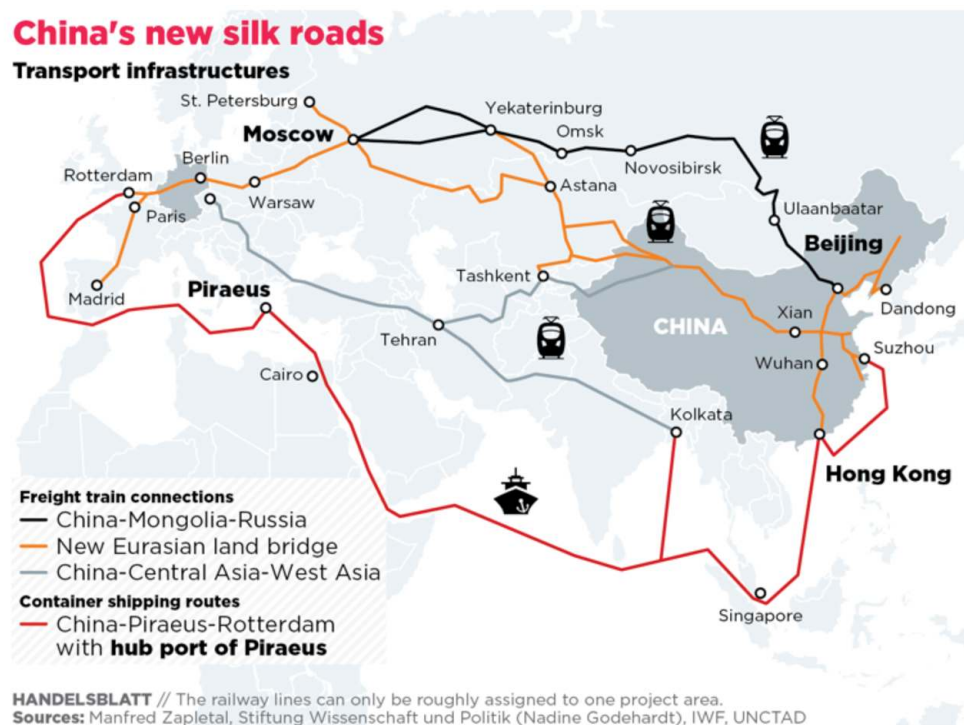 China's new silk roads
Transport infrastructures
St. Petersburg
Yekaterinburg
Moscow
Omsk
Novosibirsk
Berlin
Rotterdam
Astana
Warsaw
Paris
Ulaanbaatar
Beijing
Tashkent
Madrid
Piraeus
Dandong
Xian
CHINA
Tehran
Suzhou
Wuhan
Cairo
Kolkata
Hong Kong
Singapore
Freight train connections
China-Mongolia-Russia
New Eurasian land bridge
China-Central Asia-West Asia
Container shipping routes
China-Piraeus-Rotterdam
with hub port of Piraeus
HANDELSBLATT // The railway lines can only be roughly assigned to one project area.
Sources: Manfred Zapletal, Stiftung Wissenschaft und Politik (Nadine Godehardt), IWF, UNCTAD